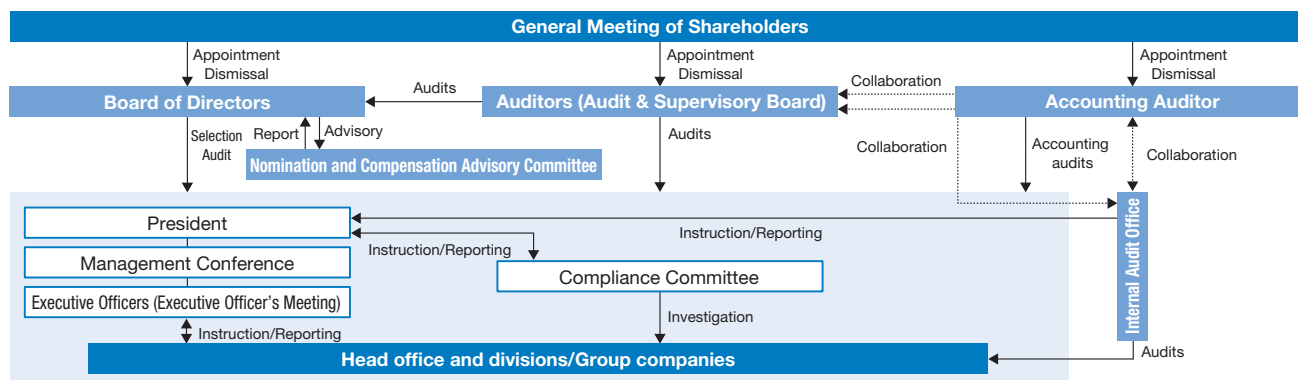 General Meeting of Shareholders
Appointment
Dismissal
Appointment
Dismissal
Appointment
Dismissal
Board of Directors
Audits
Auditors (Audit & Supervisory Board)
Collaboration
Accounting Auditor
Selection
Audit
Report
Advisory
Audits
Collaboration
Accounting
audits
Collaboration
Nomination and Compensation Advisory Committee
President
Instruction/Reporting
Internal Audit Office
Instruction/Reporting
Management Conference
Compliance Committee
Executive Officers (Executive Officer's Meeting)
Investigation
Instruction/Reporting
Head office and divisions/Group companies
Audits